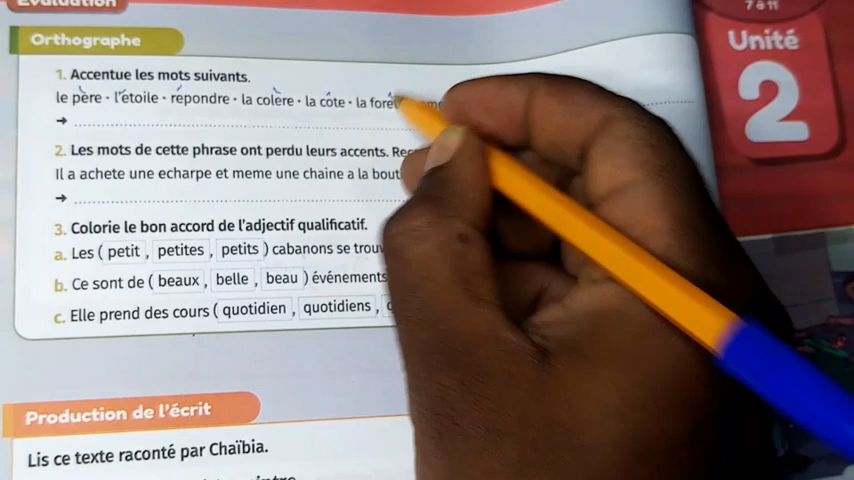 Évaluation
7 à 11
Orthographe
Unité
2
1. Accentue les mots suivants.
le père · l'étoile · répondre · la colère · la côte · la forêt
➜
2. Les mots de cette phrase ont perdu leurs accents.
Il a achete une echarpe et meme une chaine a la
➜
3. Colorie le bon accord de l'adjectif qualificatif.
a. Les ( petit , petites , petits ) cabanons se
b. Ce sont de ( beaux , belle , beau ) événements
c. Elle prend des cours ( quotidien , quotidiens ,
Production de l'écrit
Lis ce texte raconté par Chaïbia.